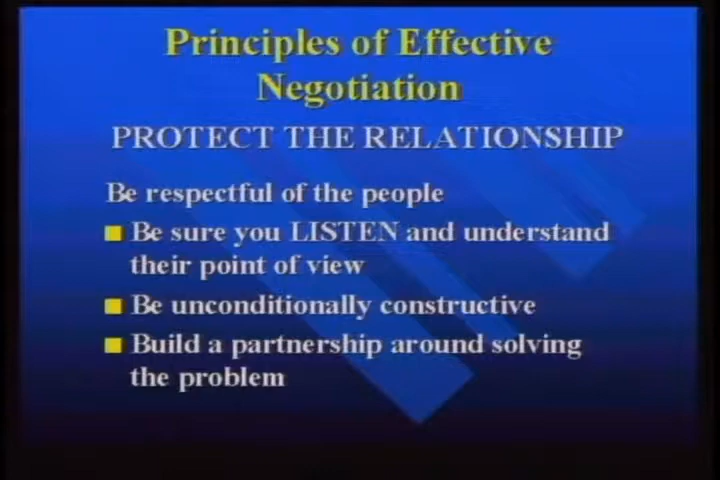 Principles of Effective
Negotiation
PROTECT THE RELATIONSHIP
Be respectful of the people
Be sure you LISTEN and understand
their point of view
Be unconditionally constructive
Build a partnership around solving
the problem